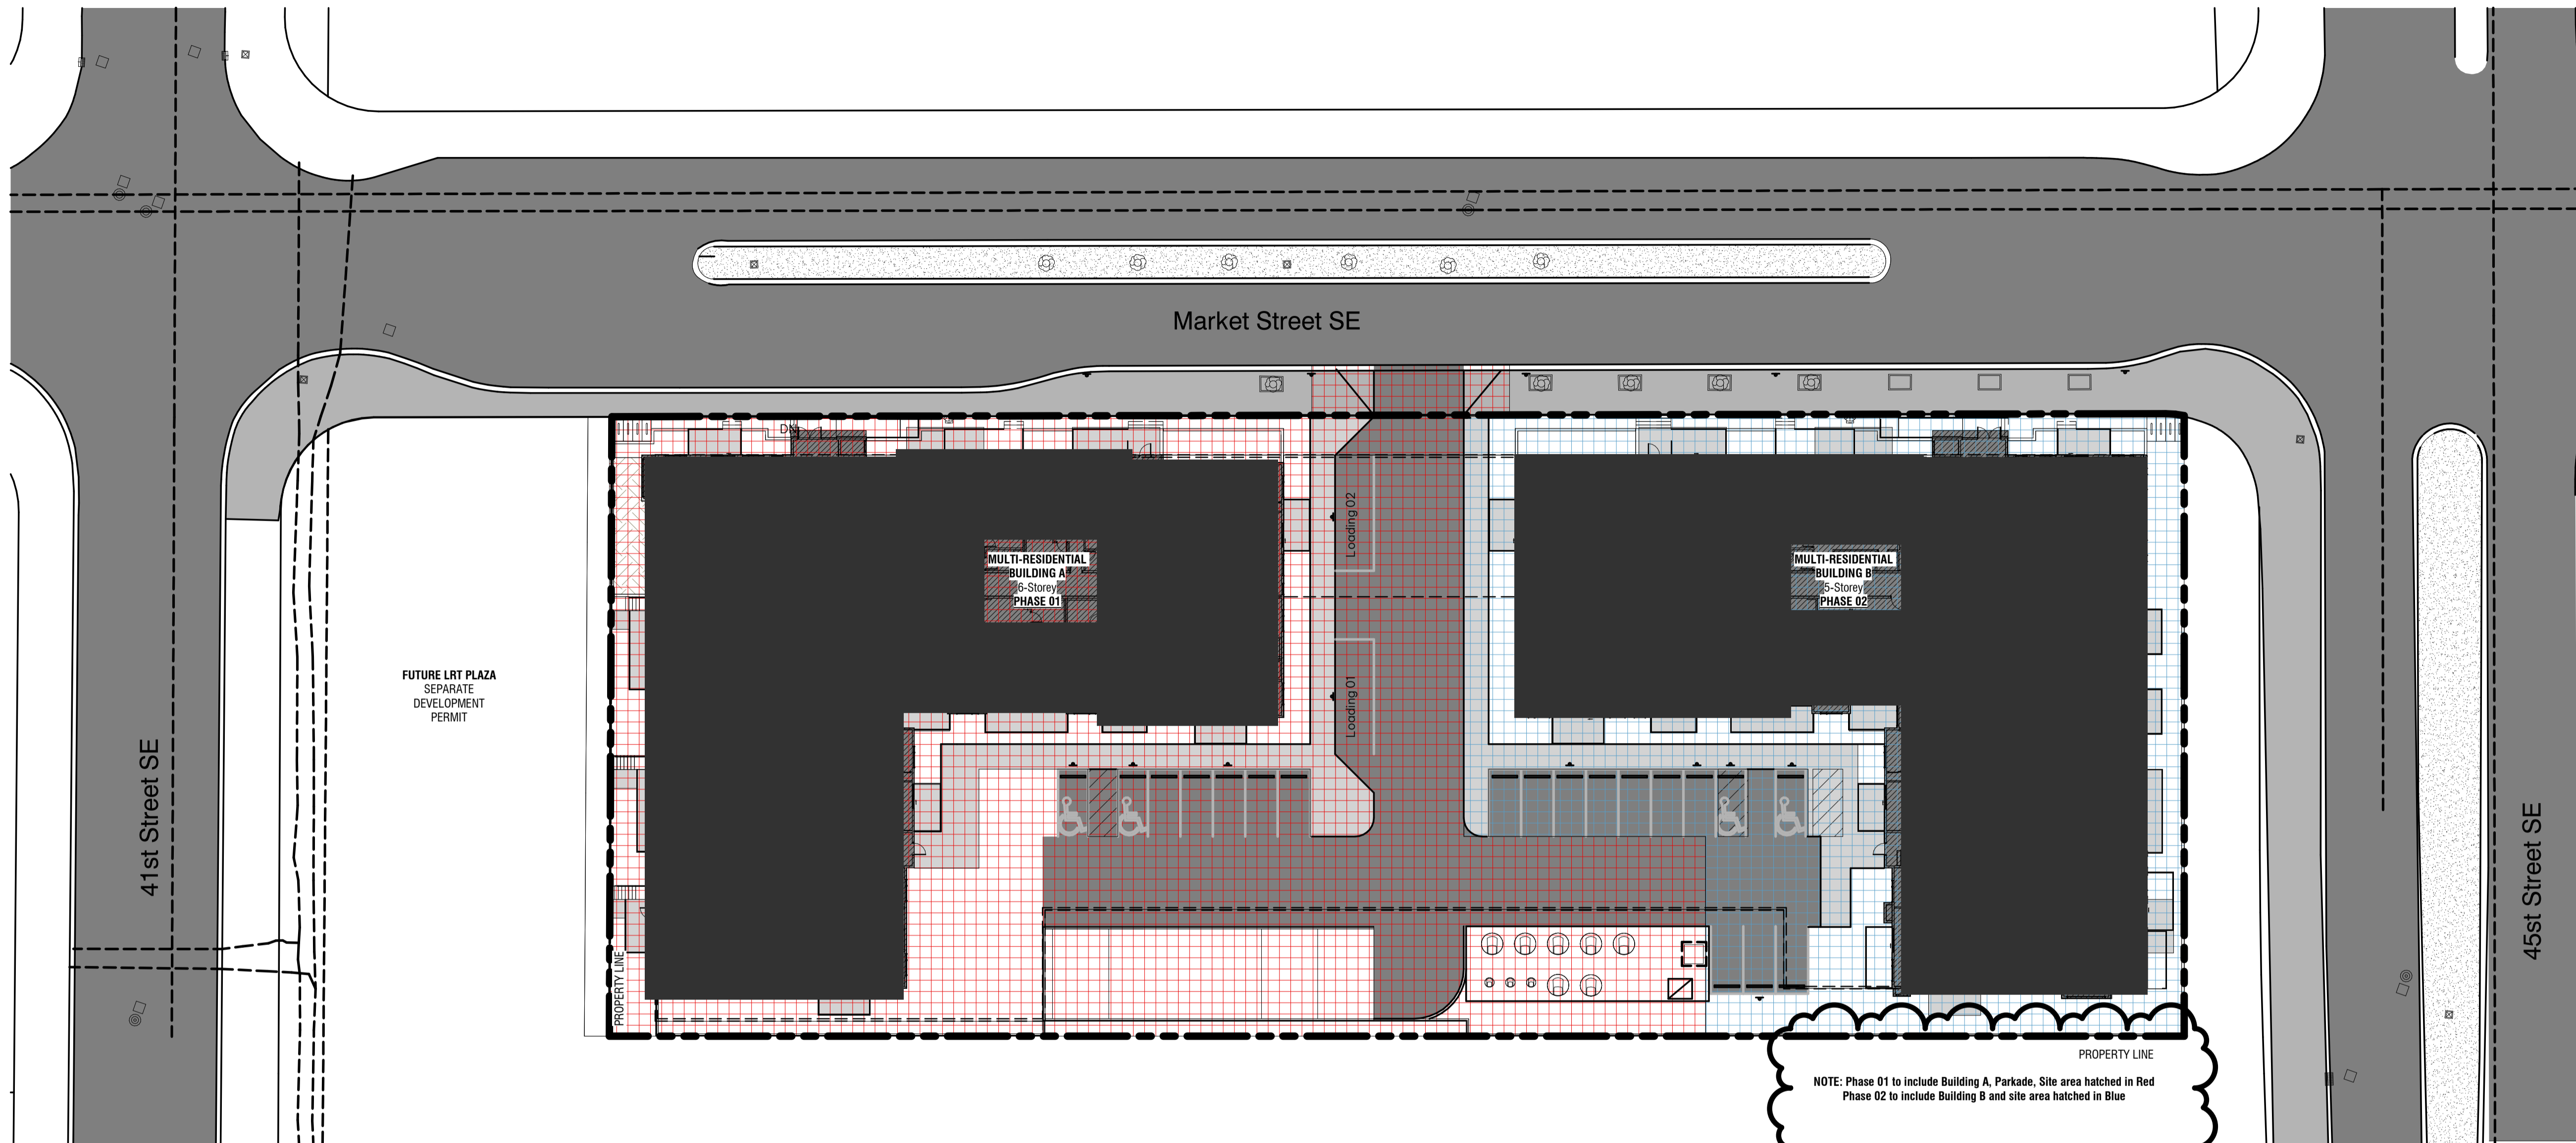 Market Street SE
DN
Loading 02
MULTI-RESIDENTIAL
BUILDING A
6-Storey
PHASE 01
MULTI-RESIDENTIAL
BUILDING B
5-Storey
PHASE 02
FUTURE LRT PLAZA
SEPARATE
DEVELOPMENT
PERMIT
Loading 01
41st Street SE
45st Street SE
PROPERTY LINE
PROPERTY LINE
NOTE: Phase 01 to include Building A, Parkade, Site area hatched in Red
Phase 02 to include Building B and site area hatched in Blue